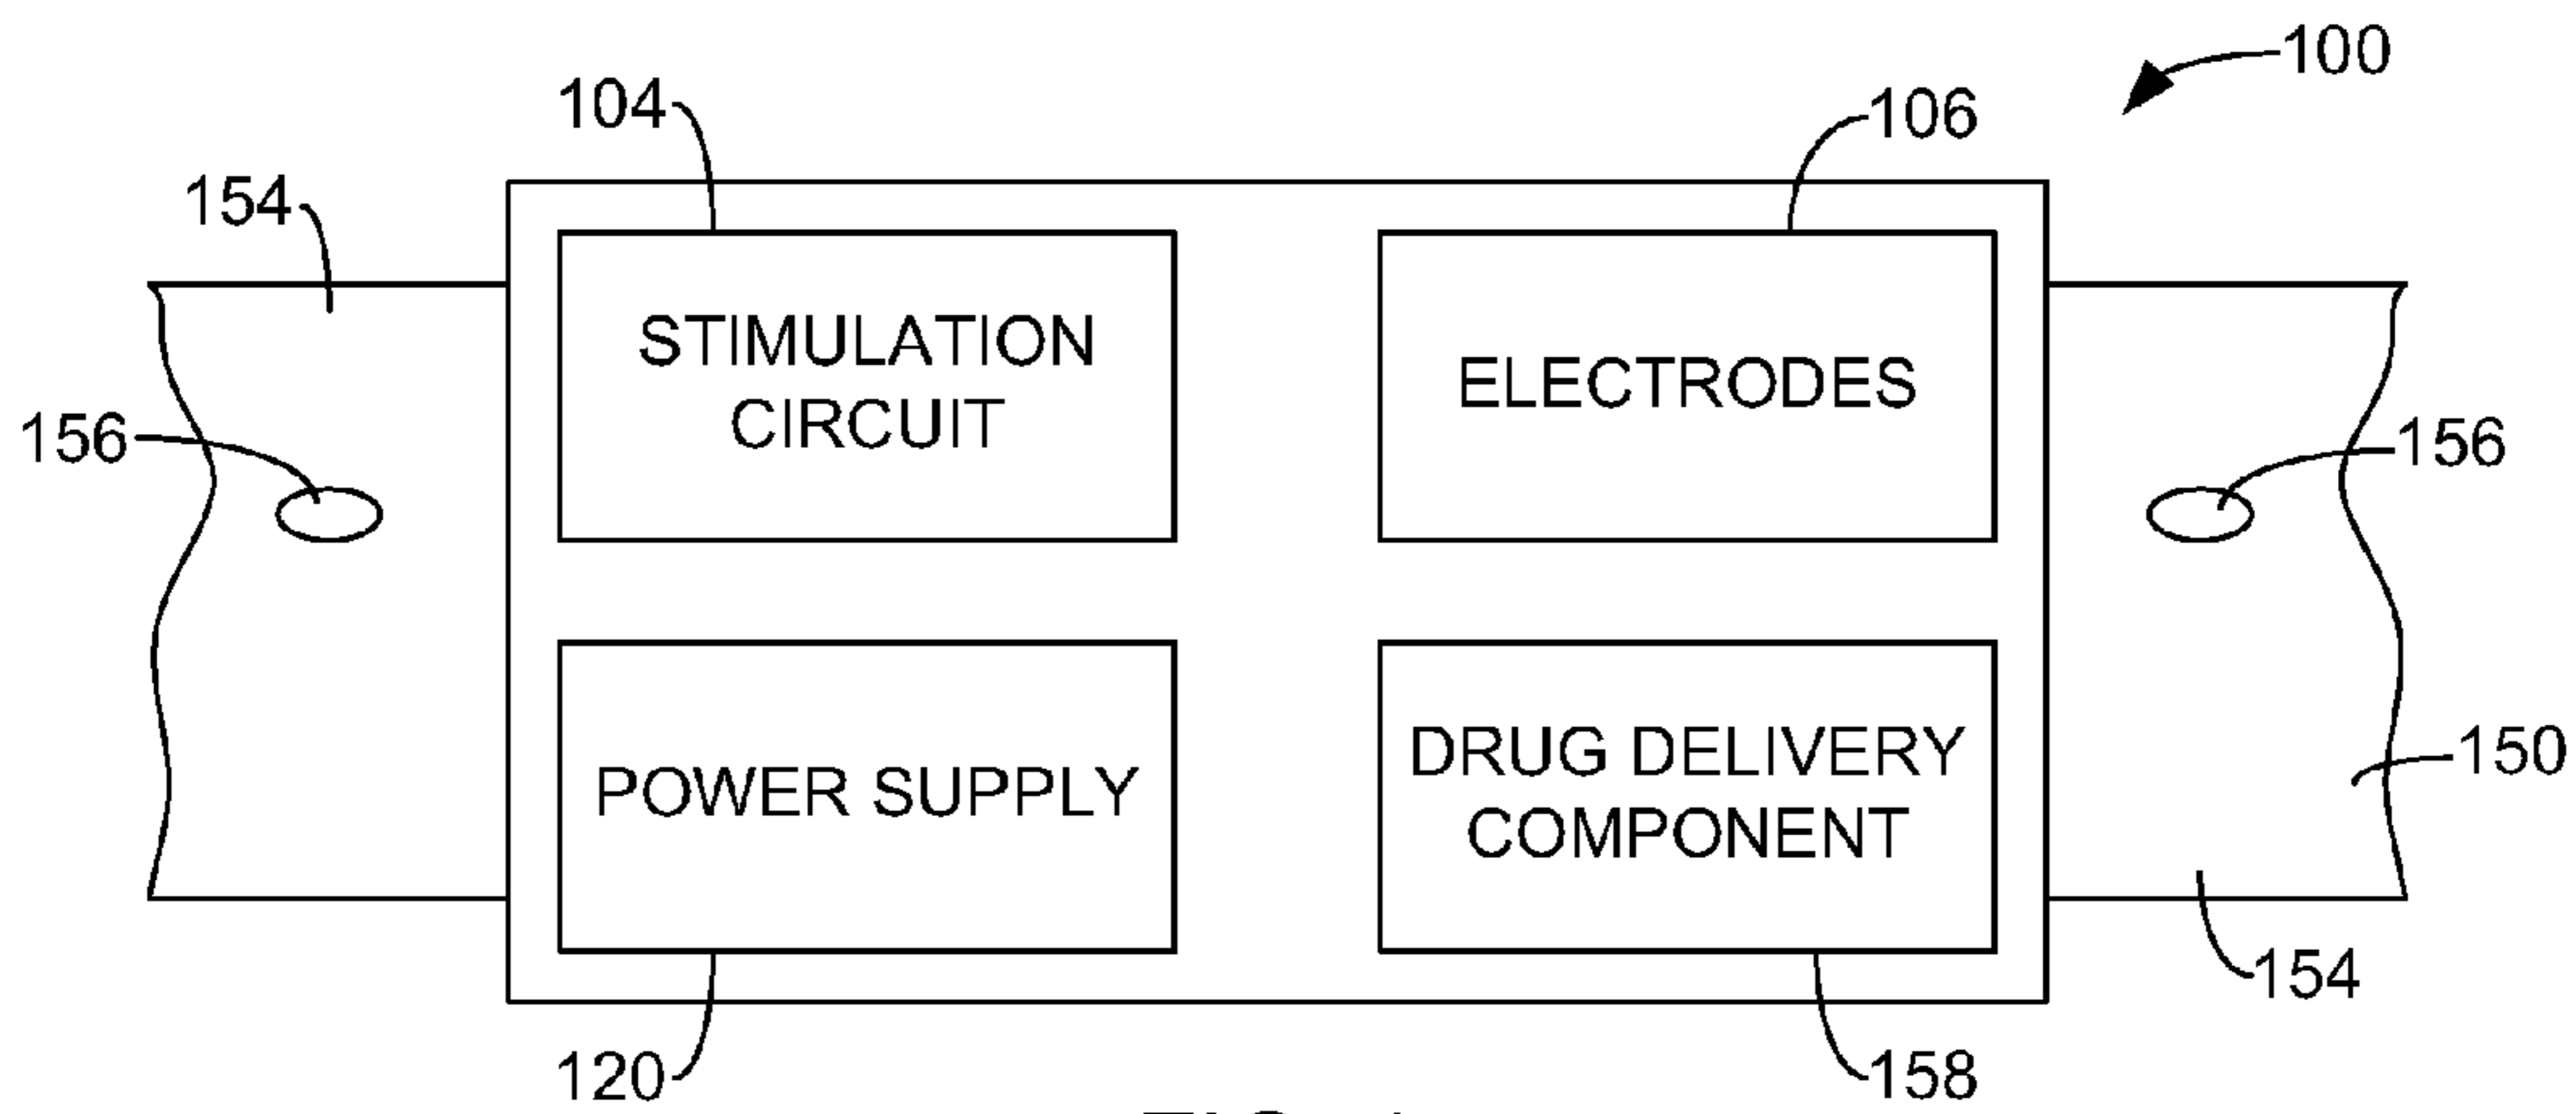 100
104
106
154
STIMULATION
CIRCUIT
ELECTRODES
156
156
POWER SUPPLY
DRUG DELIVERY
COMPONENT
150
154
120
158